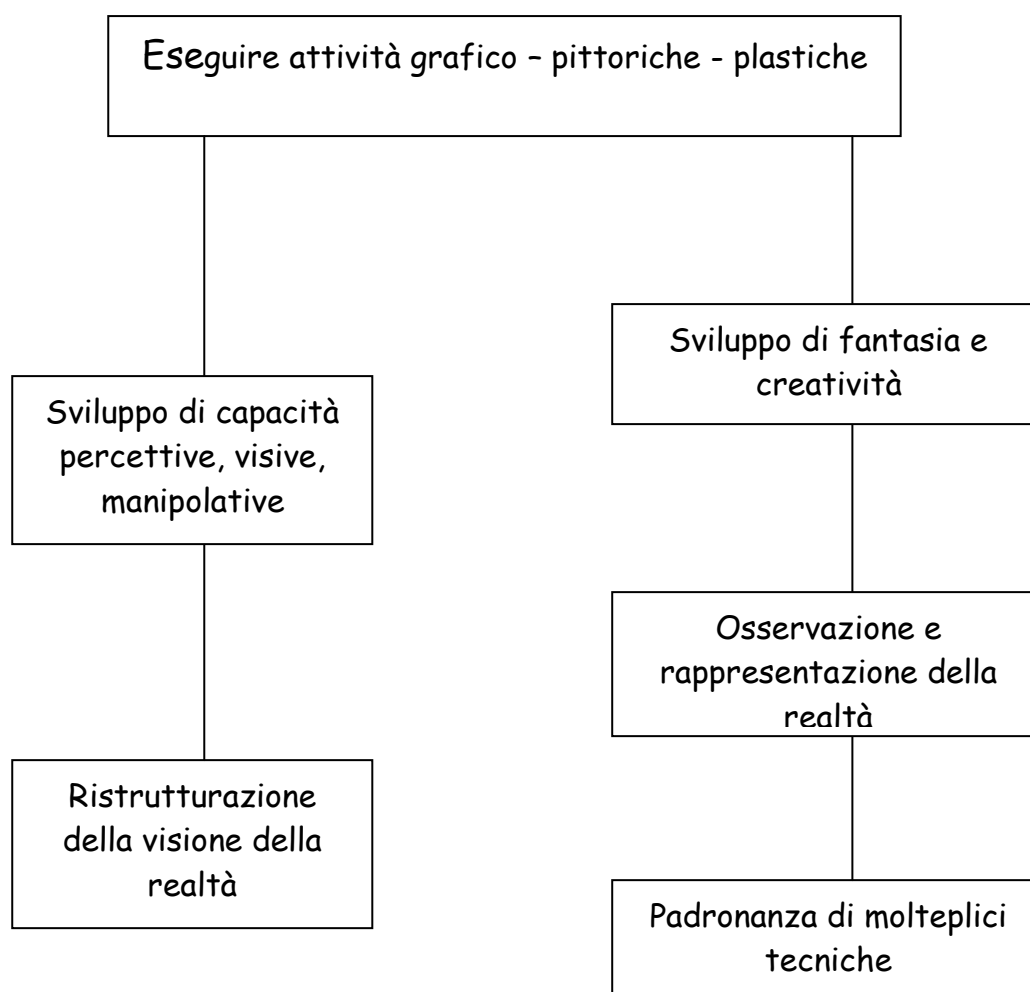 Eseguire attività grafico – pittoriche - plastiche
Sviluppo di fantasia e
creatività
Sviluppo di capacità
percettive, visive,
manipolative
Osservazione e
rappresentazione della
realtà
Ristrutturazione
della visione della
realtà
Padronanza di molteplici
tecniche